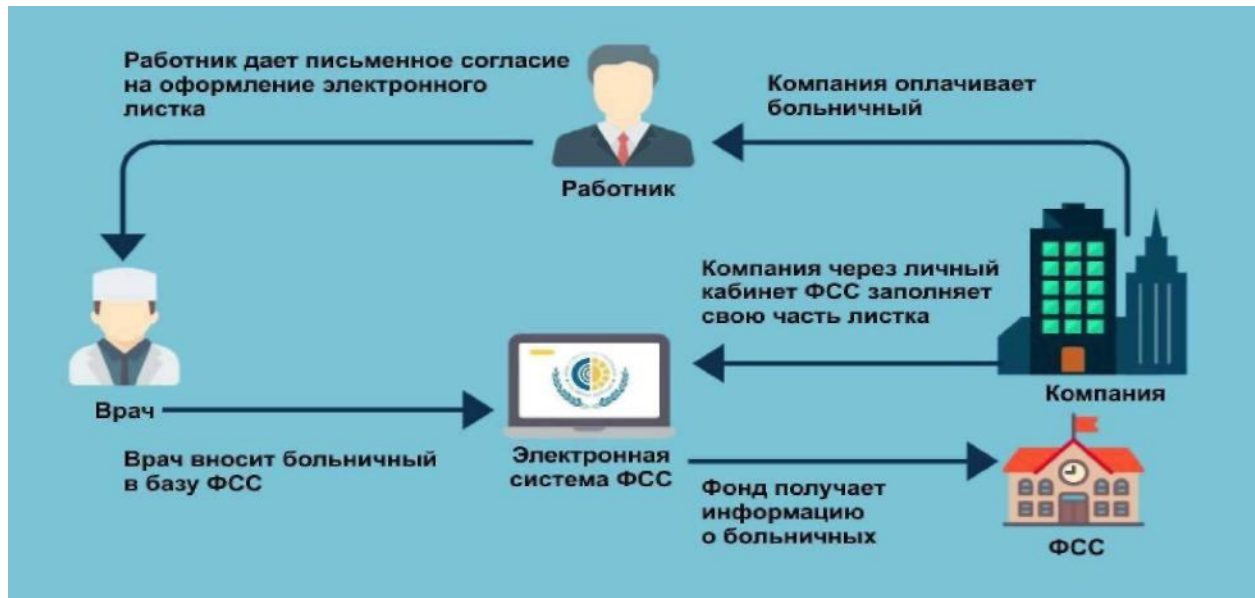 Работник дает письменное согласие
на оформление электронного
листка
Компания оплачивает
больничный
Работник
Компания через личный
кабинет ФСС заполняет
свою часть листка
Компания
Врач
Врач вносит больничный
в базу ФСС
Электронная
система ФСС
Фонд получает
информацию
о больничных
ФСС